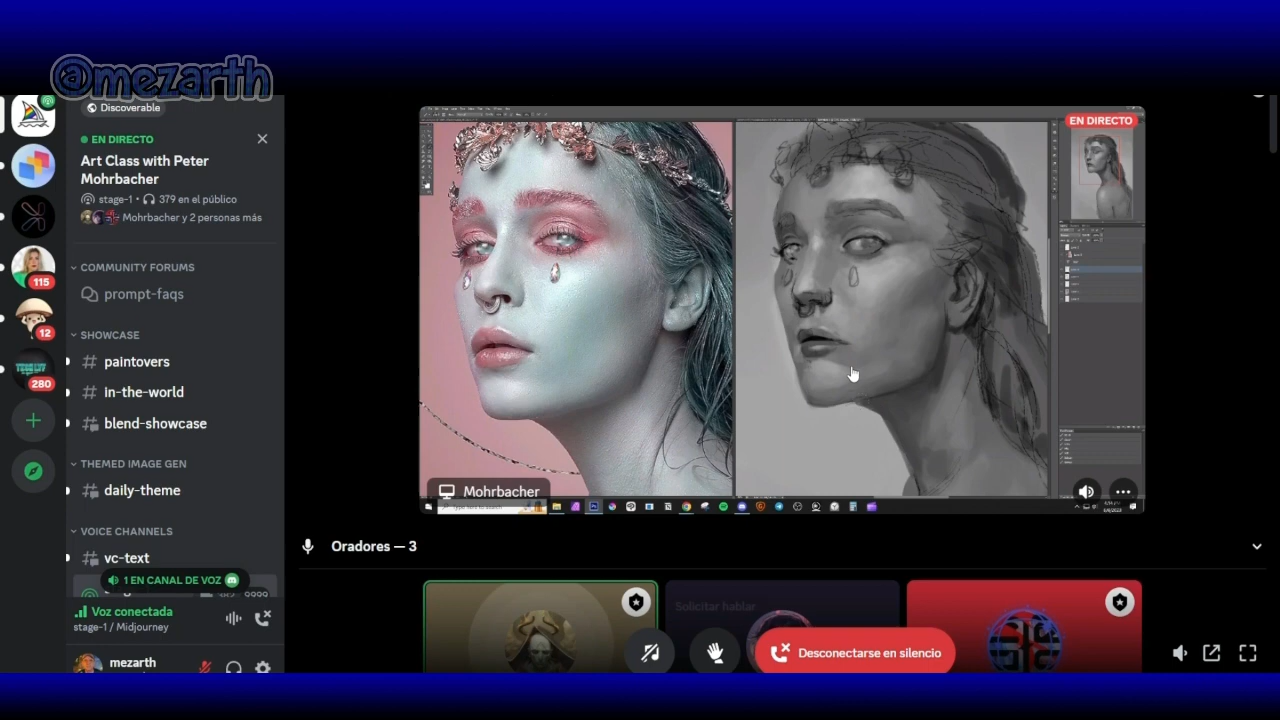 @mezarth
Discoverable
EN DIRECTO
Art Class with Peter
Mohrbacher
stage-1 • 379 en el público
Mohrbacher y 2 personas más
COMMUNITY FORUMS
prompt-faqs
SHOWCASE
paintovers
in-the-world
blend-showcase
THEMED IMAGE GEN
daily-theme
VOICE CHANNELS
vc-text
1 EN CANAL DE VOZ
Voz conectada
stage-1 / Midjourney
mezarth
115
12
280
EN DIRECTO
Mohrbacher
Oradores — 3
Solicitar hablar
Desconectarse en silencio